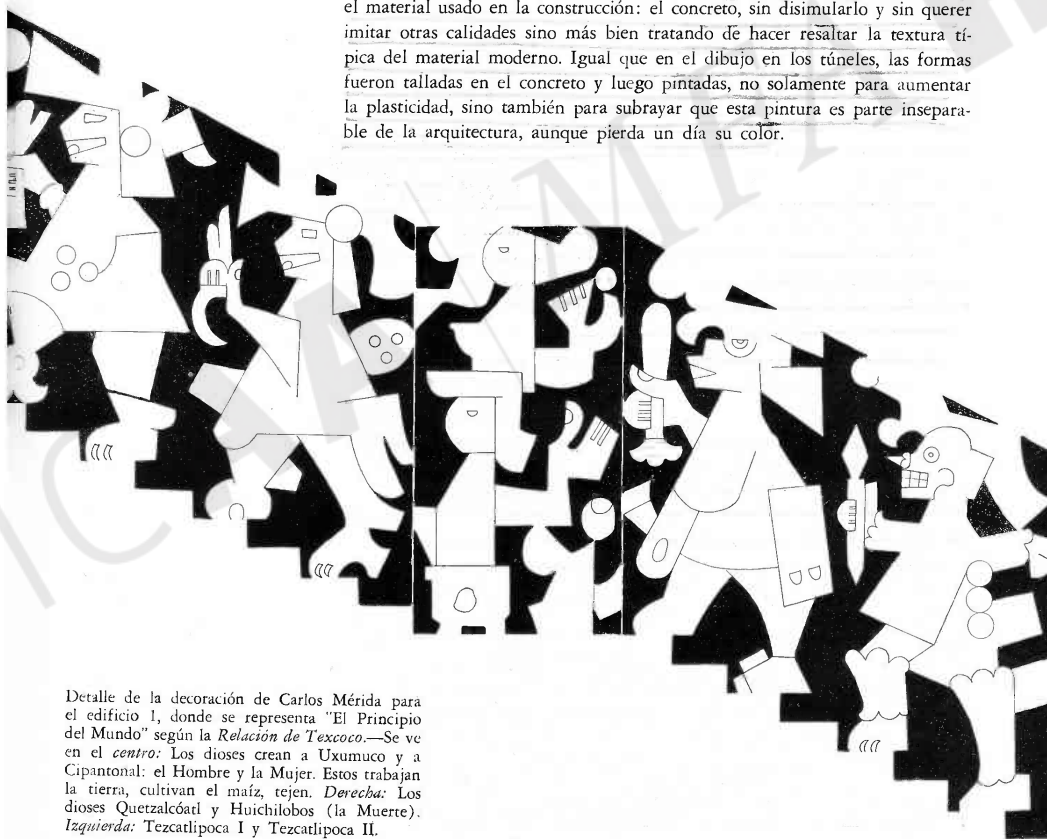 el material usado en la construcción: el concreto, sin disimularlo y sin querer
imitar otras calidades sino más bien tratando de hacer resaltar la textura tí-
pica del material moderno. Igual que en el dibujo en los túneles, las formas
fueron talladas en el concreto y luego pintadas, no solamente para aumentar
la plasticidad, sino también para subrayar que esta pintura es parte insepara-
ble de la arquitectura, aunque pierda un día su color.
Detalle de la decoración de Carlos Mérida para
el edificio 1, donde se representa "El Principio
del Mundo" según la Relación de Texcoco.—Se ve
en el centro: Los dioses crean a Uxumuco y a
Cipantonal: el Hombre y la Mujer. Estos trabajan
la tierra, cultivan el maíz, tejen. Derecha: Los
dioses Quetzalcóatl y Huichilobos (la Muerte).
Izquierda: Tezcatlipoca I y Tezcatlipoca II.